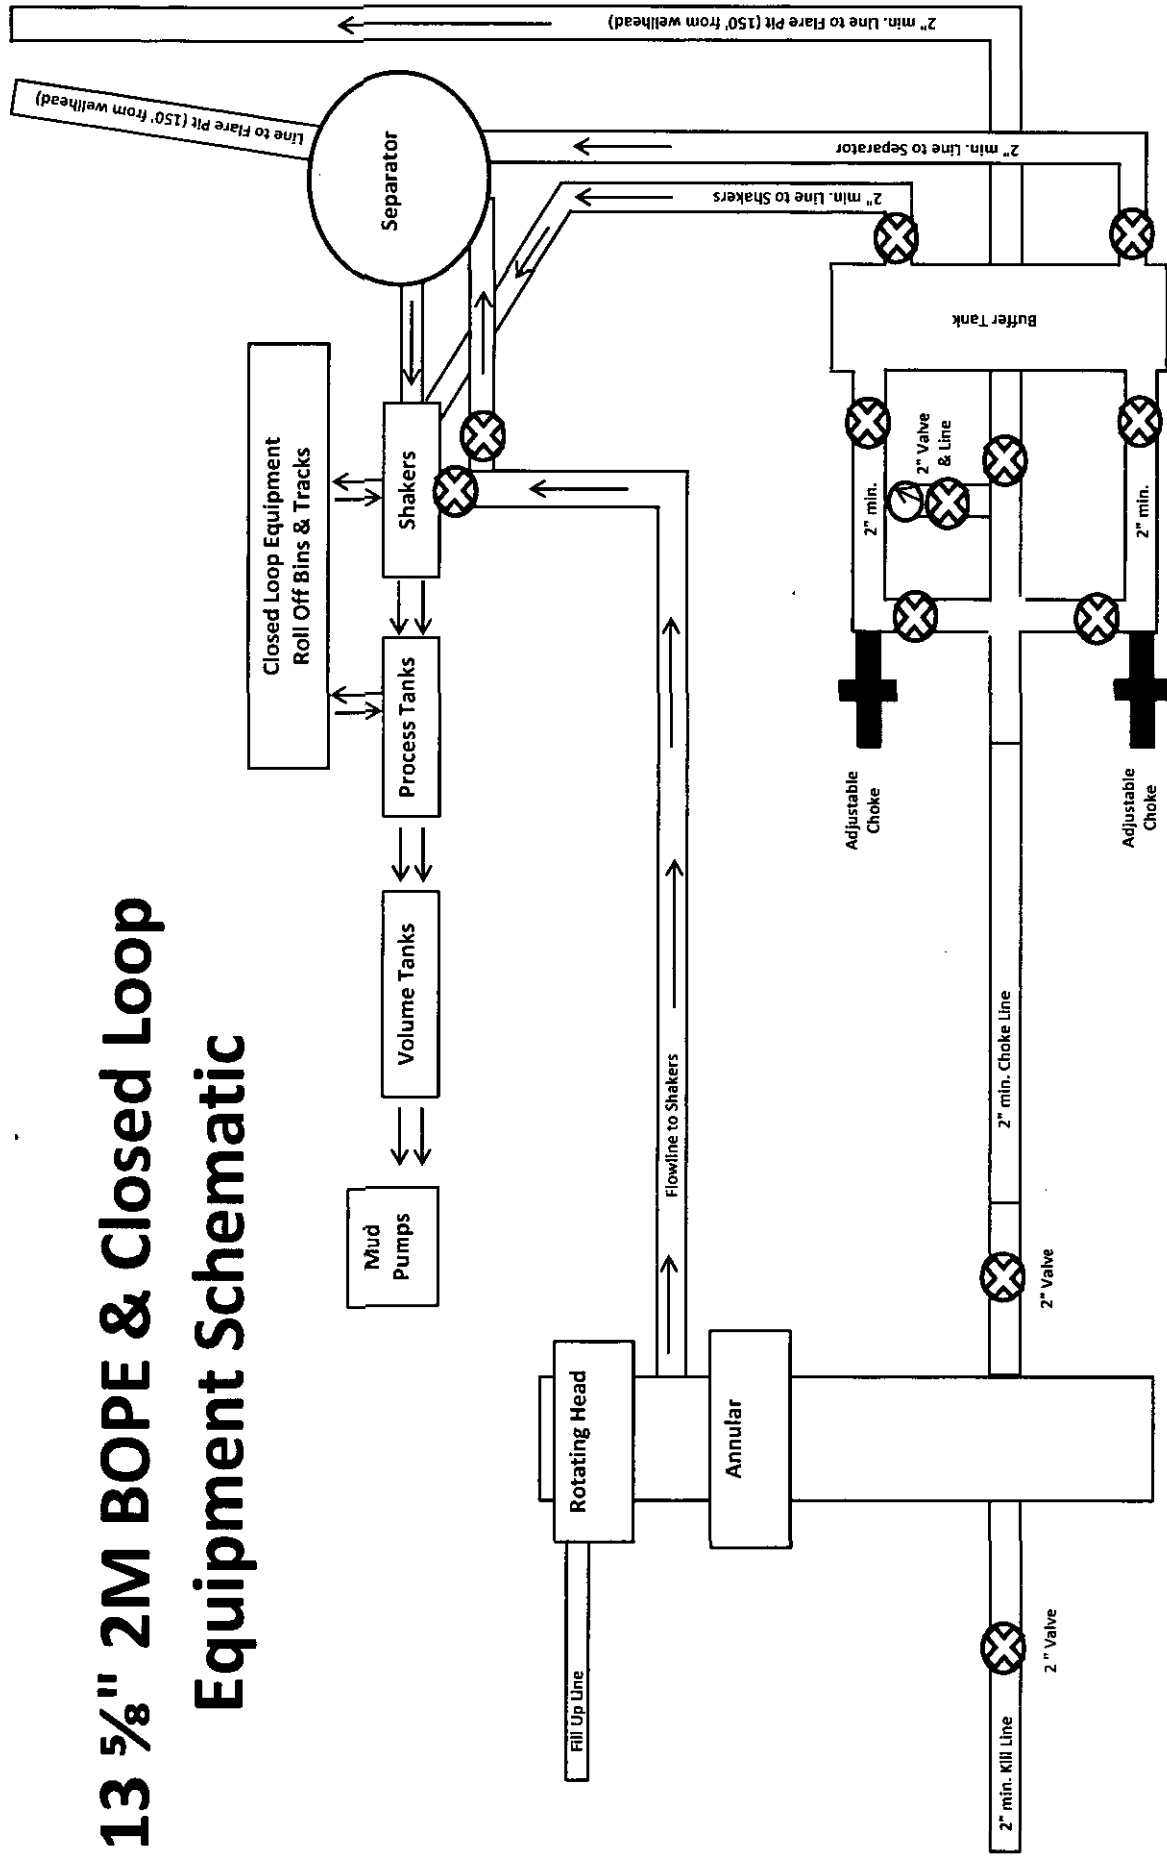 13 ⅝" 2M BOPE & Closed Loop
Equipment Schematic
Closed Loop Equipment
Roll Off Bins & Tracks
Mud
Pumps
Volume Tanks
Process Tanks
Shakers
Separator
Line to Flare Pit (150' from wellhead)
2" min. Line to Flare Pit (150' from wellhead)
Fill Up Line
Rotating Head
Flowline to Shakers
Annular
2" min. Line to Shakers
2" min. Line to Separator
Adjustable
Choke
2" min.
2" Valve
& Line
Buffer Tank
2" min. Kill Line
2" Valve
2" Valve
2" min. Choke Line
Adjustable
Choke
2" min.